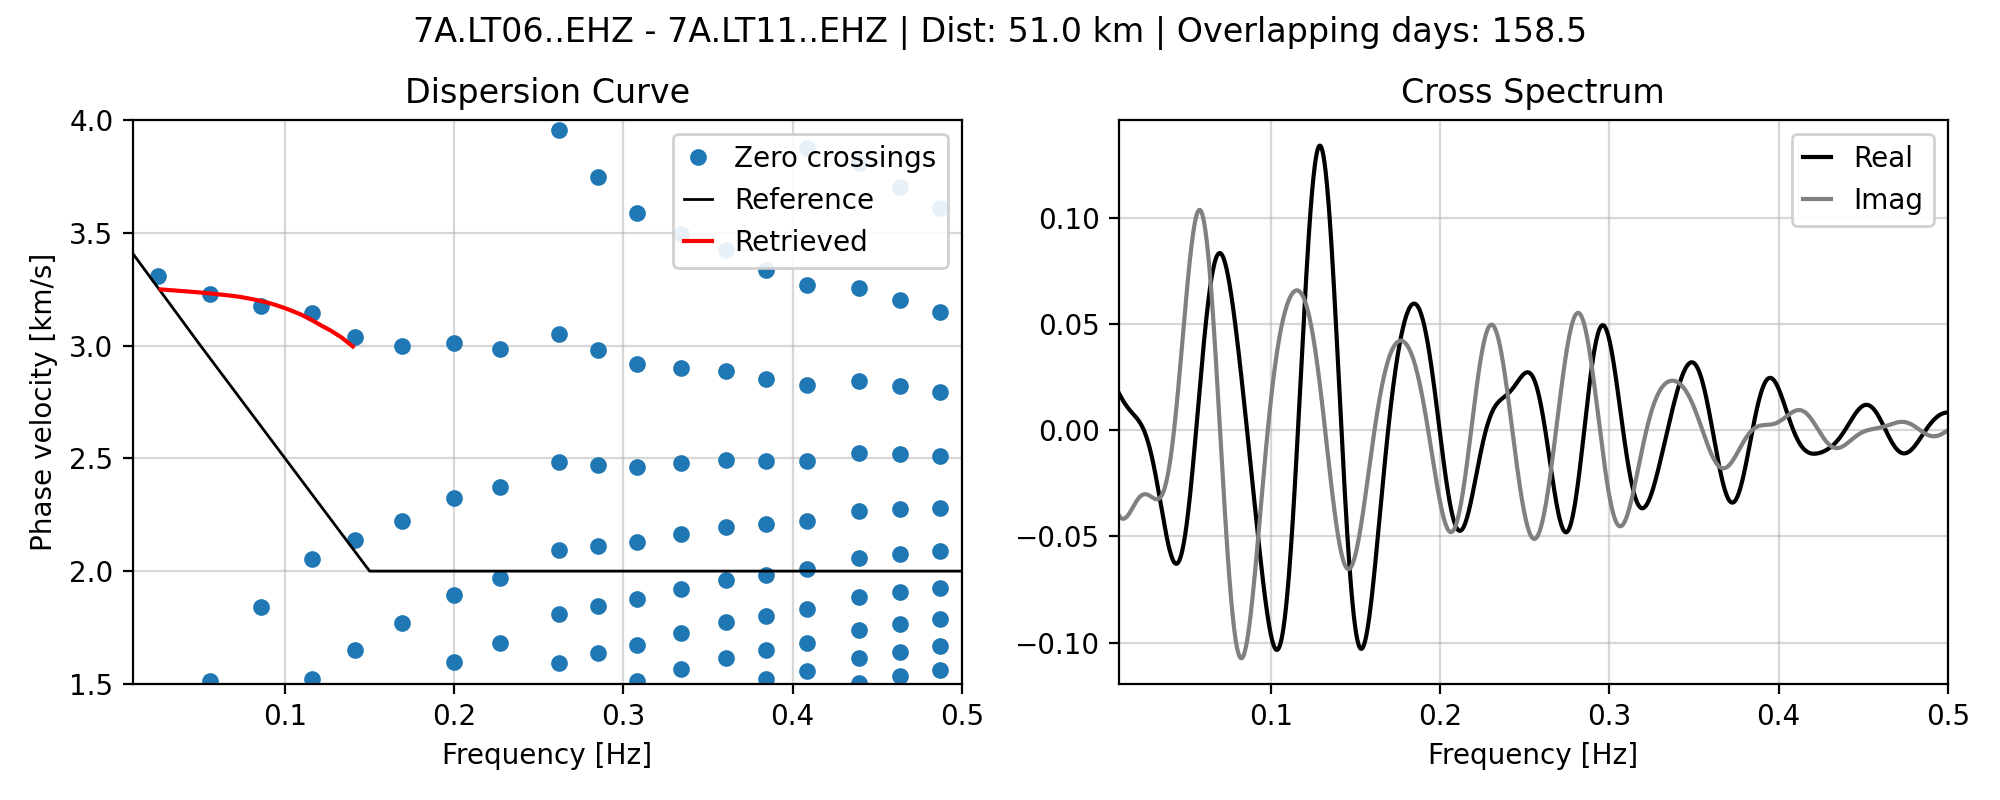 7A.LT06..EHZ - 7A.LT11..EHZ | Dist: 51.0 km | Overlapping days: 158.5
Dispersion Curve
4.0
3.5
3.0
2.5
2.0
1.5
Phase velocity [km/s]
Zero crossings
Reference
Retrieved
0.1 0.2 0.3 0.4 0.5
Frequency [Hz]
Cross Spectrum
0.10
0.05
0.00
−0.05
−0.10
Real
Imag
0.1 0.2 0.3 0.4 0.5
Frequency [Hz]